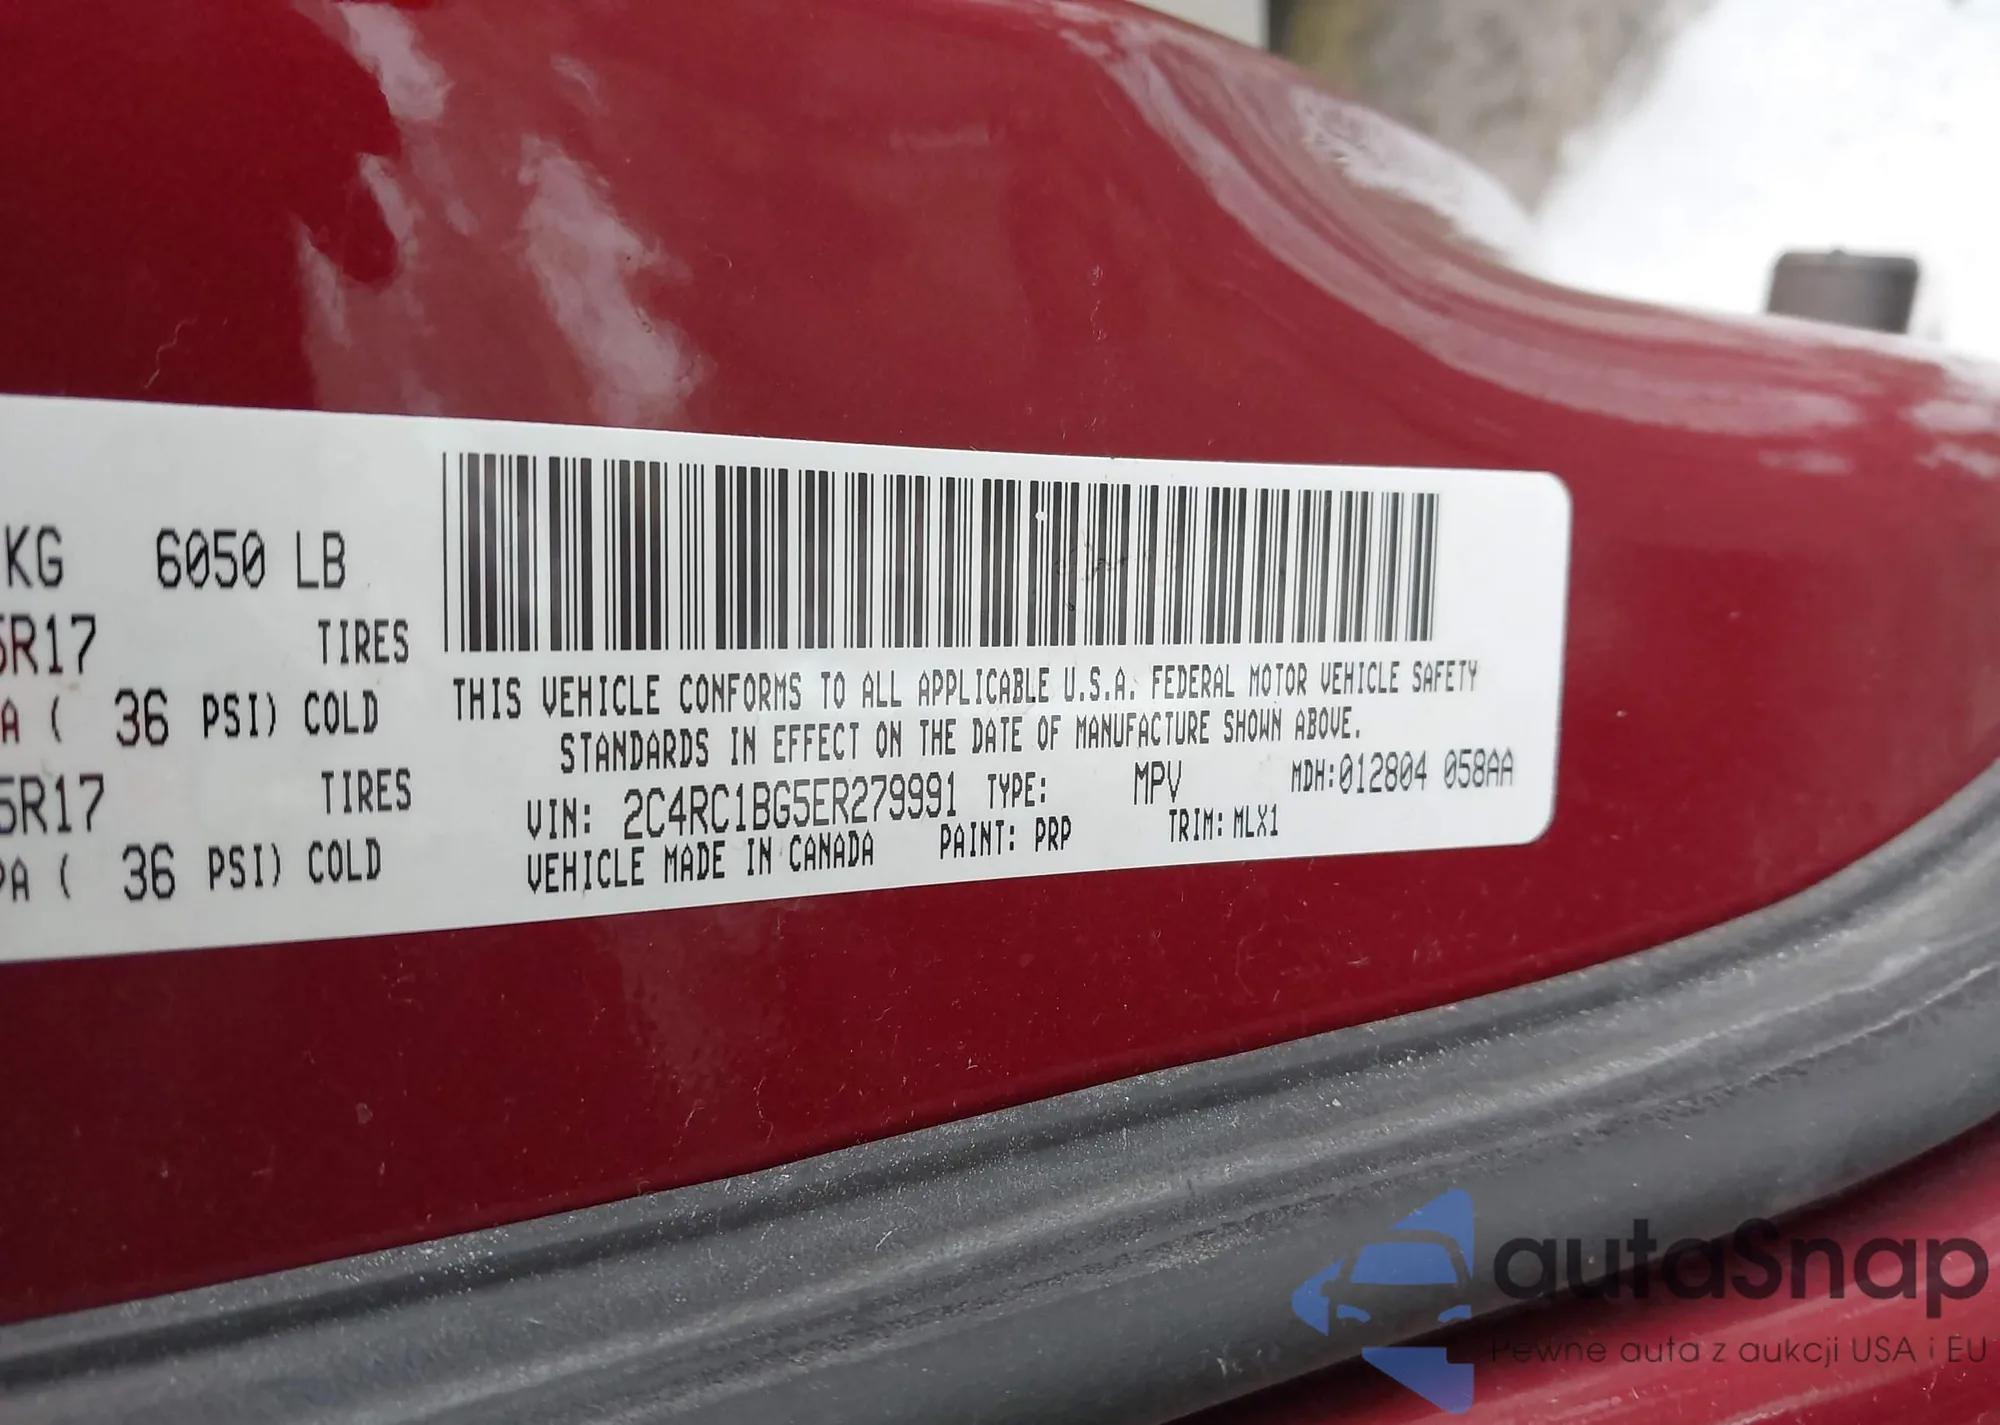 KG 6050 LB
5R17 TIRES
A ( 36 PSI) COLD
5R17 TIRES
PA ( 36 PSI) COLD
THIS VEHICLE CONFORMS TO ALL APPLICABLE U.S.A. FEDERAL MOTOR VEHICLE SAFETY
STANDARDS IN EFFECT ON THE DATE OF MANUFACTURE SHOWN ABOVE.
VIN: 2C4RC1BG5ER279991 TYPE: MPV MDH:012804 058AA
VEHICLE MADE IN CANADA PAINT: PRP TRIM: MLX1
autaSnap
Pewne auta z aukcji USA i EU